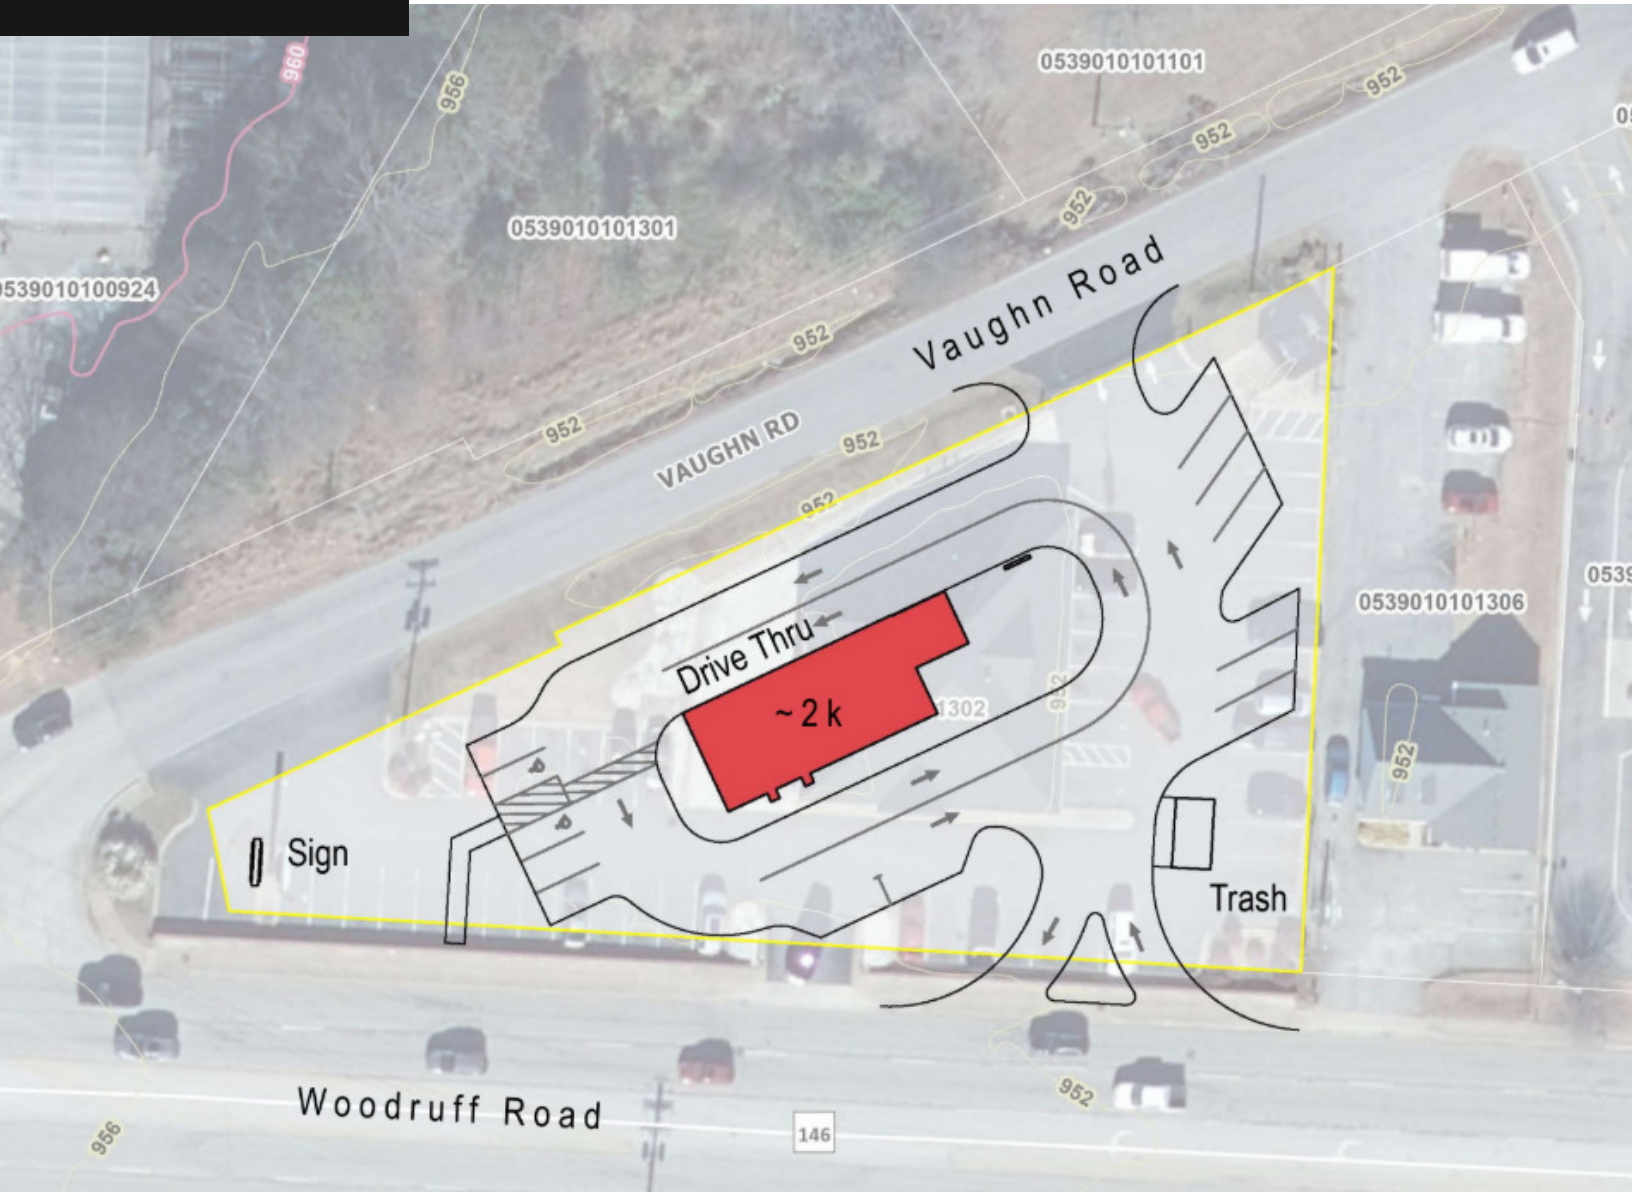 960
956
0539010101101
952
952
0539010101301
952
0539010100924
Vaughn Road
952
952
VAUGHN RD
952
952
0539010101306
Drive Thru
~ 2 k
1302
952
952
P
P
Sign
Trash
Woodruff Road
952
146
956